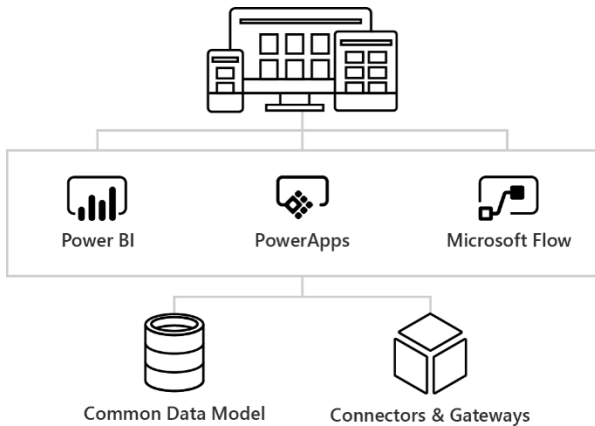 Power BI
PowerApps
Microsoft Flow
Common Data Model
Connectors & Gateways